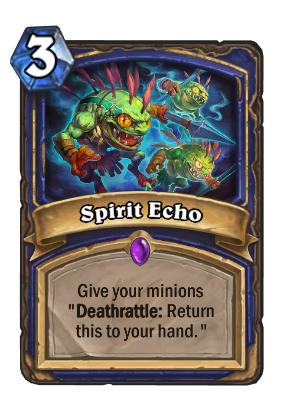 3
Spirit Echo
Give your minions
"Deathrattle: Return
this to your hand. "